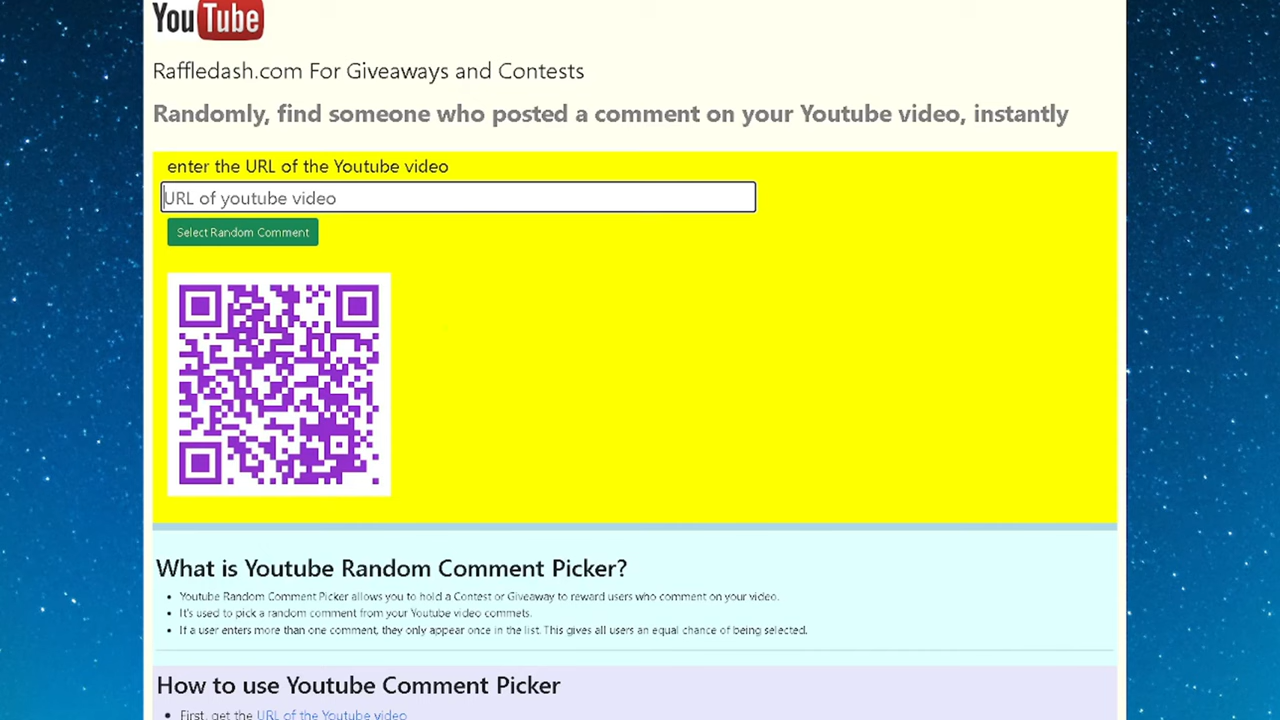 YouTube
Raffledash.com For Giveaways and Contests
Randomly, find someone who posted a comment on your Youtube video, instantly
enter the URL of the Youtube video
URL of youtube video
Select Random Comment
What is Youtube Random Comment Picker?
• Youtube Random Comment Picker allows you to hold a Contest or Giveaway to reward users who comment on your video.
• It's used to pick a random comment from your Youtube video commets.
• If a user enters more than one comment, they only appear once in the list. This gives all users an equal chance of being selected.
How to use Youtube Comment Picker
• First, get the URL of the Youtube video